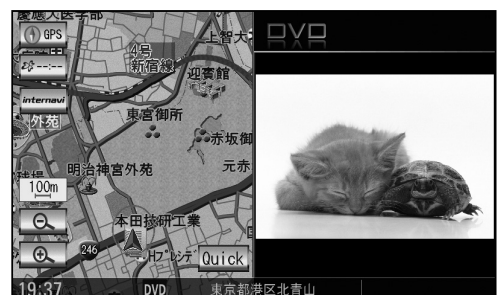 慶應大医学部
GPS
上智大
4号
新宿線
--:--
迎賓館
internavi
東宮御所
外苑
赤坂御
元赤
明治神宮外苑
球場
100m
本田技研工業
246
Hプレシデ
Quick
19:37
DVD
東京都港区北青山
DVD